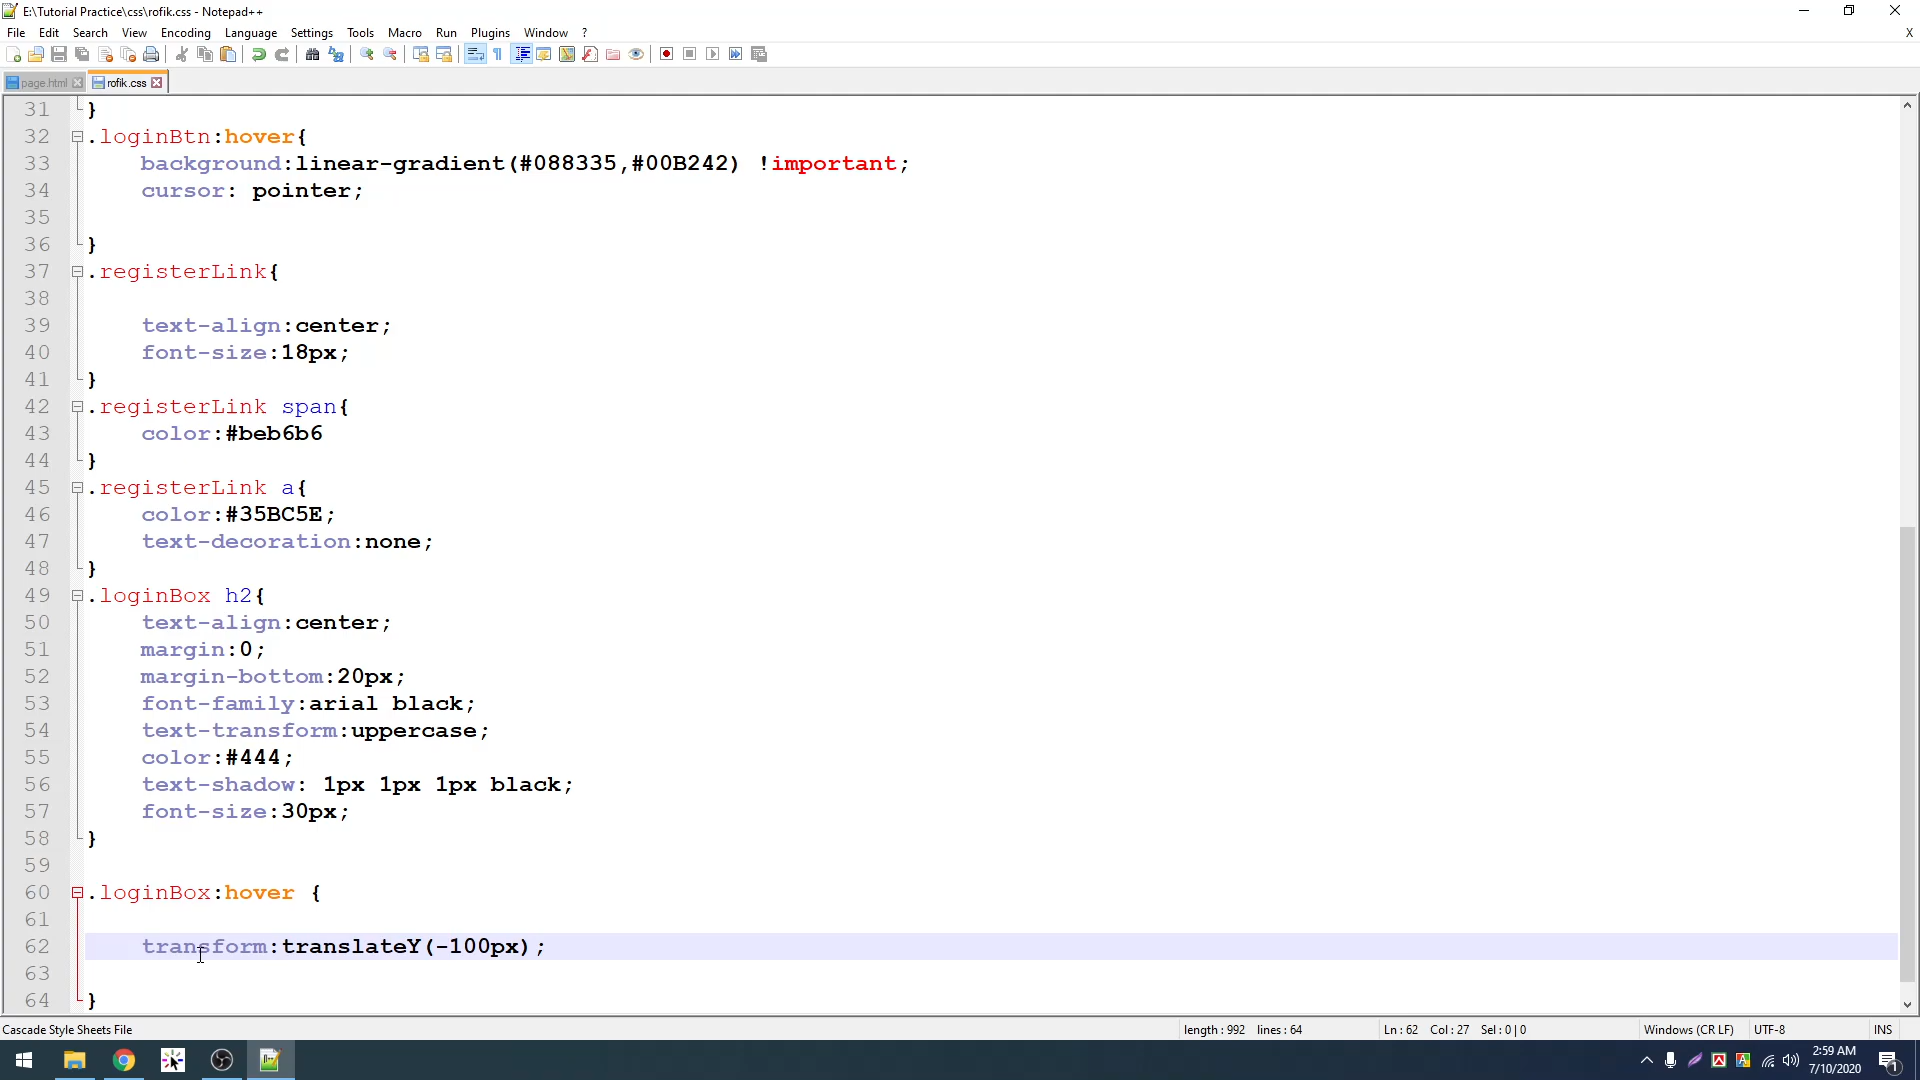 E:\Tutorial Practice\css\rofik.css - Notepad++
File Edit Search View Encoding Language Settings Tools Macro Run Plugins Window ? X
page.html rofik.css
31 }
32 .loginBtn:hover{
33 background:linear-gradient(#088335,#00B242) !important;
34 cursor: pointer;
35
36 }
37 .registerLink{
38
39 text-align:center;
40 font-size:18px;
41 }
42 .registerLink span{
43 color:#beb6b6
44 }
45 .registerLink a{
46 color:#35BC5E;
47 text-decoration:none;
48 }
49 .loginBox h2{
50 text-align:center;
51 margin:0;
52 margin-bottom:20px;
53 font-family:arial black;
54 text-transform:uppercase;
55 color:#444;
56 text-shadow: 1px 1px 1px black;
57 font-size:30px;
58 }
59
60 .loginBox:hover {
61
62 transform:translateY(-100px);
63
64 }
Cascade Style Sheets File length : 992 lines : 64 Ln : 62 Col : 27 Sel : 0 | 0 Windows (CR LF) UTF-8 INS
2:59 AM
7/10/2020
1